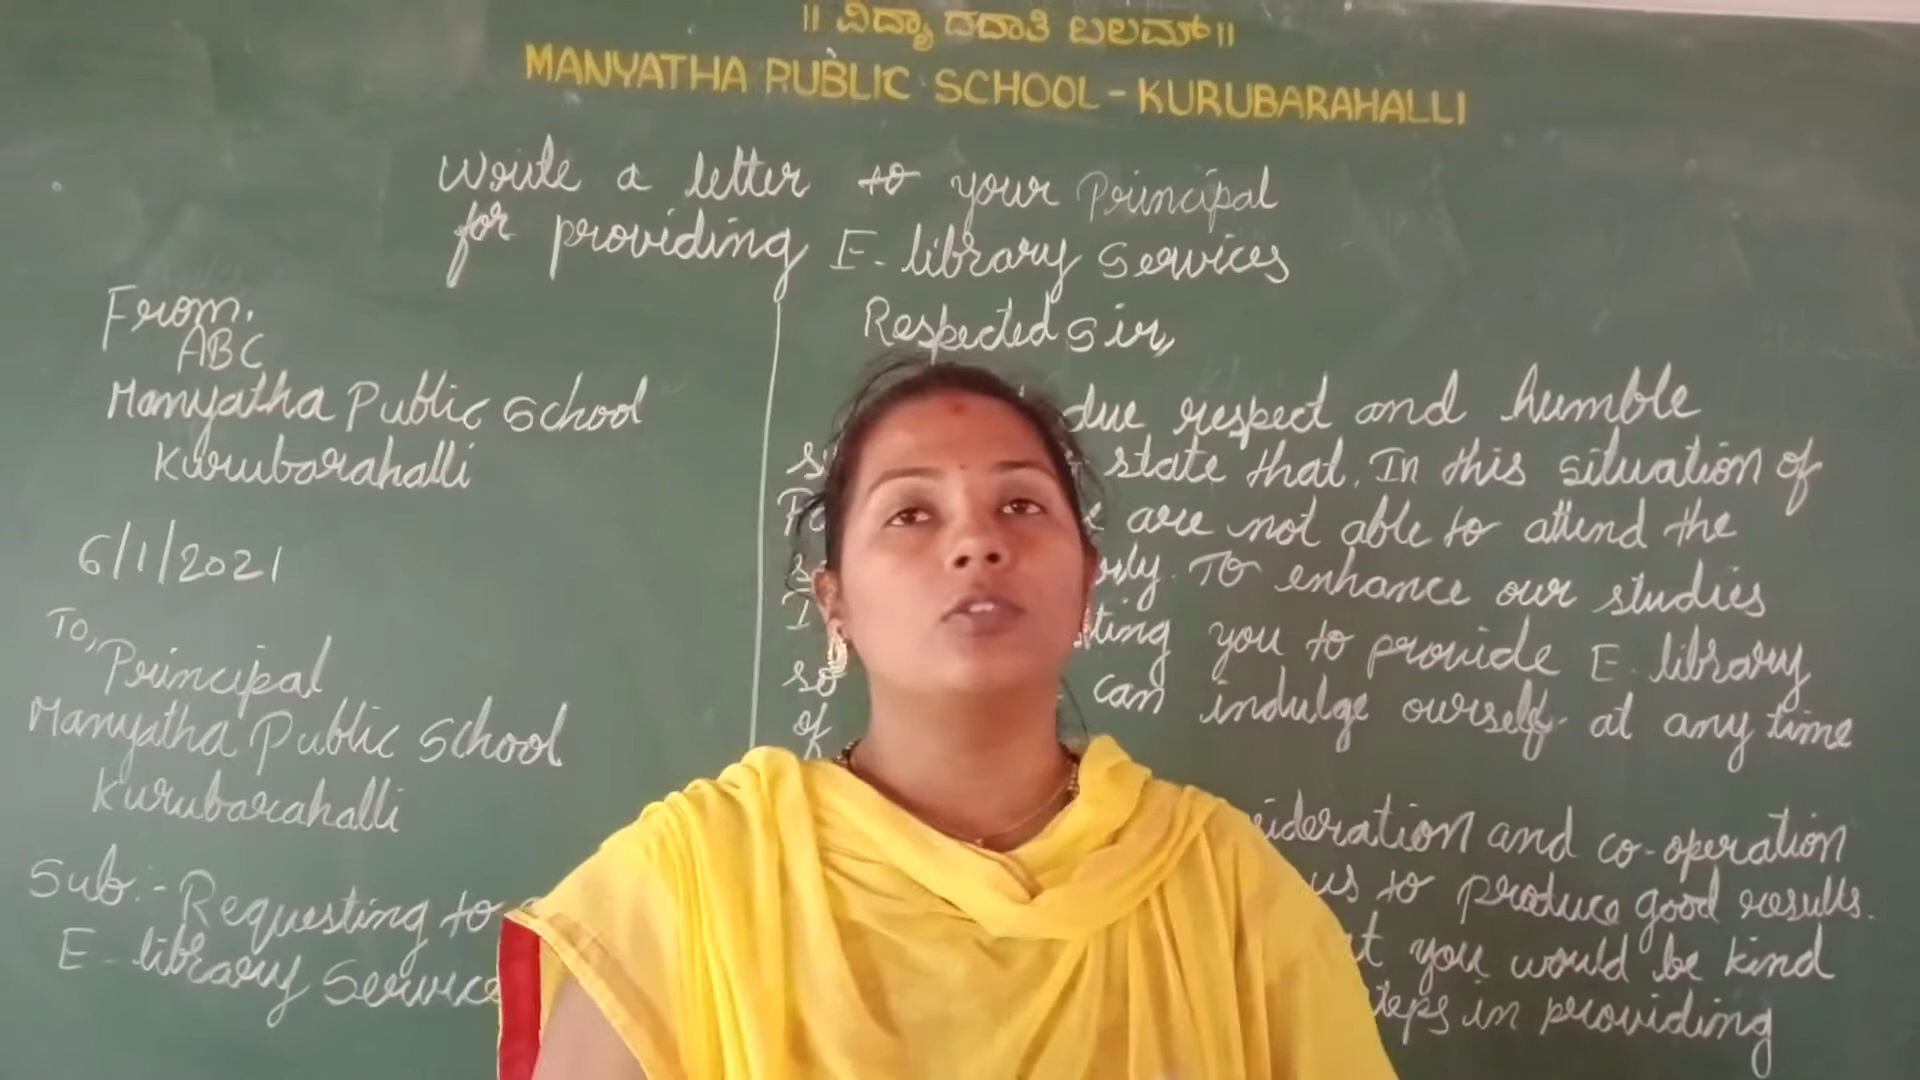 ॥ ವಿದ್ಯಾ ದದಾತಿ ಬಲಮ್ ॥
MANYATHA PUBLIC SCHOOL - KURUBARAHALLI
Write a letter to your Principal
for providing E-library Services
From.
ABC
Manyatha Public School
Kurubarahalli
6/1/2021
To,
Principal
Manyatha Public School
Kurubarahalli
Sub:- Requesting to
E-library Service
Respected Sir,
due respect and humble
state that. In this situation of
are not able to attend the
To enhance our studies
I you to provide E-library
so can indulge ourself at any time
of
and co-operation
us to produce good results.
you would be kind
in providing